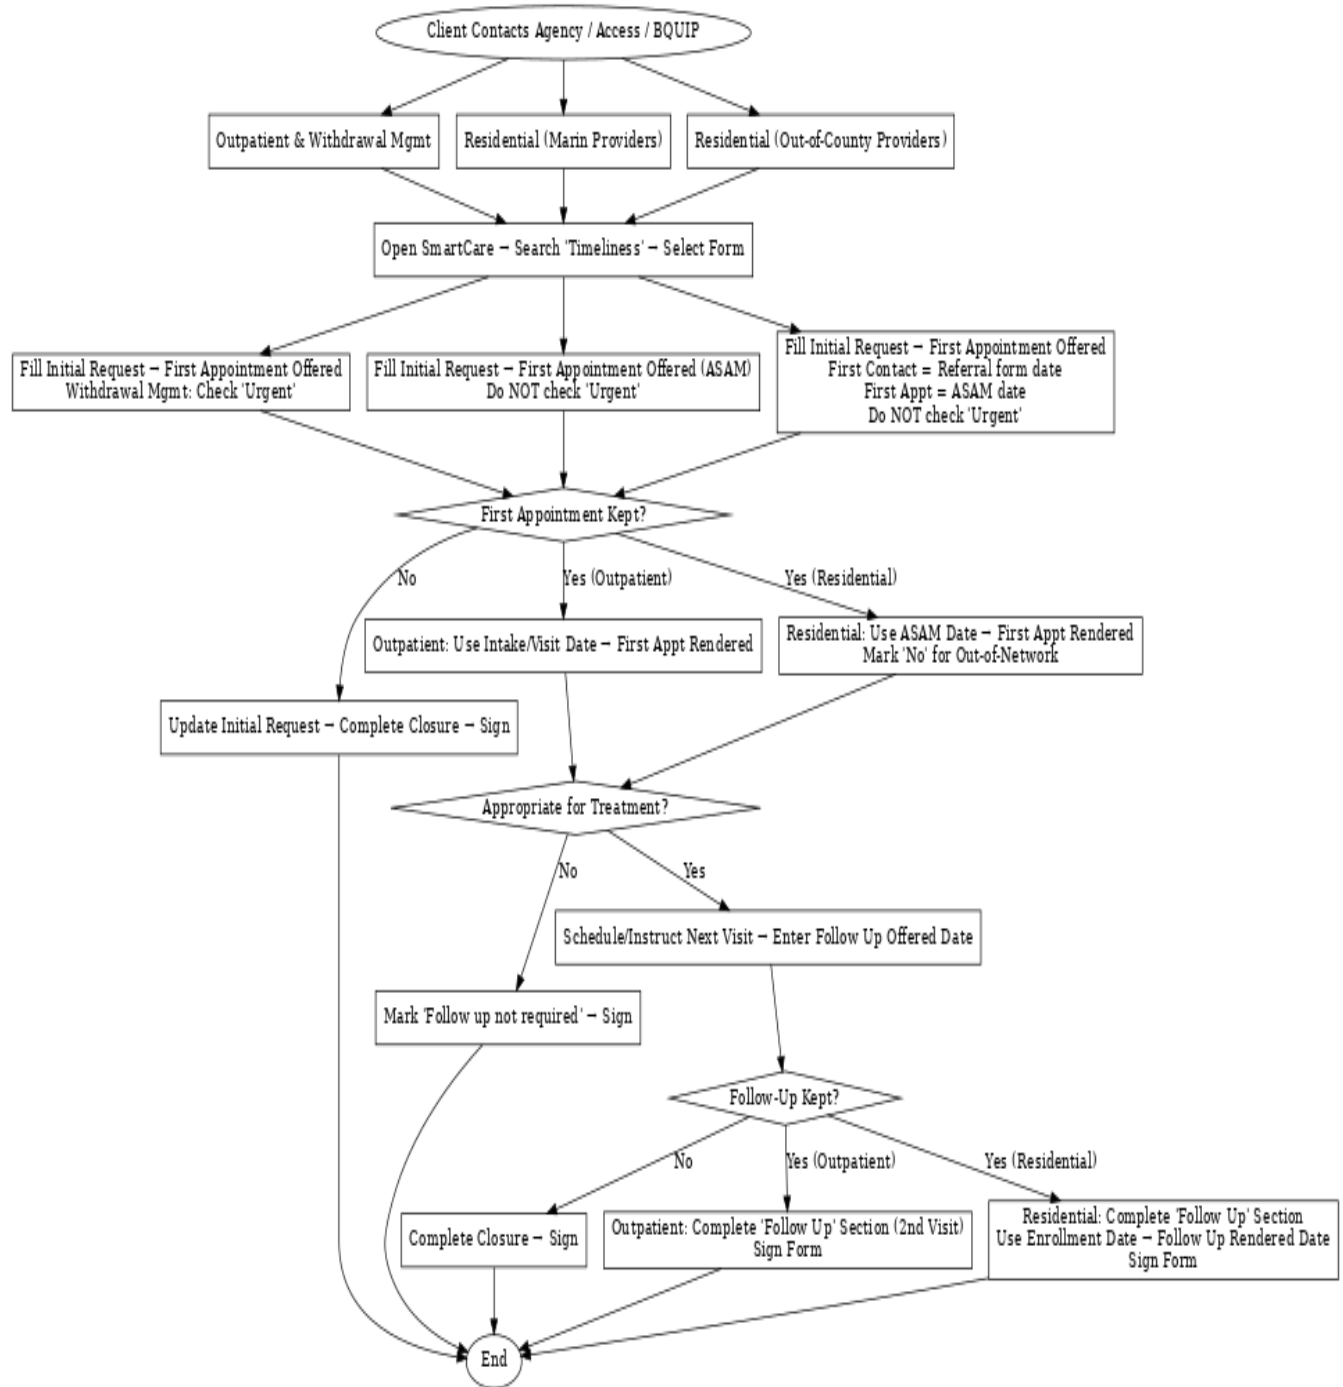 Client Contacts Agency / Access / BQUIP
Outpatient & Withdrawal Mgmt
Residential (Marin Providers)
Residential (Out-of-County Providers)
Open SmartCare – Search 'Timeliness' – Select Form
Fill Initial Request – First Appointment Offered
Withdrawal Mgmt: Check 'Urgent'
Fill Initial Request – First Appointment Offered (ASAM)
Do NOT check 'Urgent'
Fill Initial Request – First Appointment Offered
First Contact = Referral form date
First Appt = ASAM date
Do NOT check 'Urgent'
First Appointment Kept?
No
Yes (Outpatient)
Yes (Residential)
Outpatient: Use Intake/Visit Date – First Appt Rendered
Residential: Use ASAM Date – First Appt Rendered
Mark 'No' for Out-of-Network
Update Initial Request – Complete Closure – Sign
Appropriate for Treatment?
No
Yes
Schedule/Instruct Next Visit – Enter Follow Up Offered Date
Mark 'Follow up not required' – Sign
Follow-Up Kept?
No
Yes (Outpatient)
Yes (Residential)
Complete Closure – Sign
Outpatient: Complete 'Follow Up' Section (2nd Visit)
Sign Form
Residential: Complete 'Follow Up' Section
Use Enrollment Date – Follow Up Rendered Date
Sign Form
End